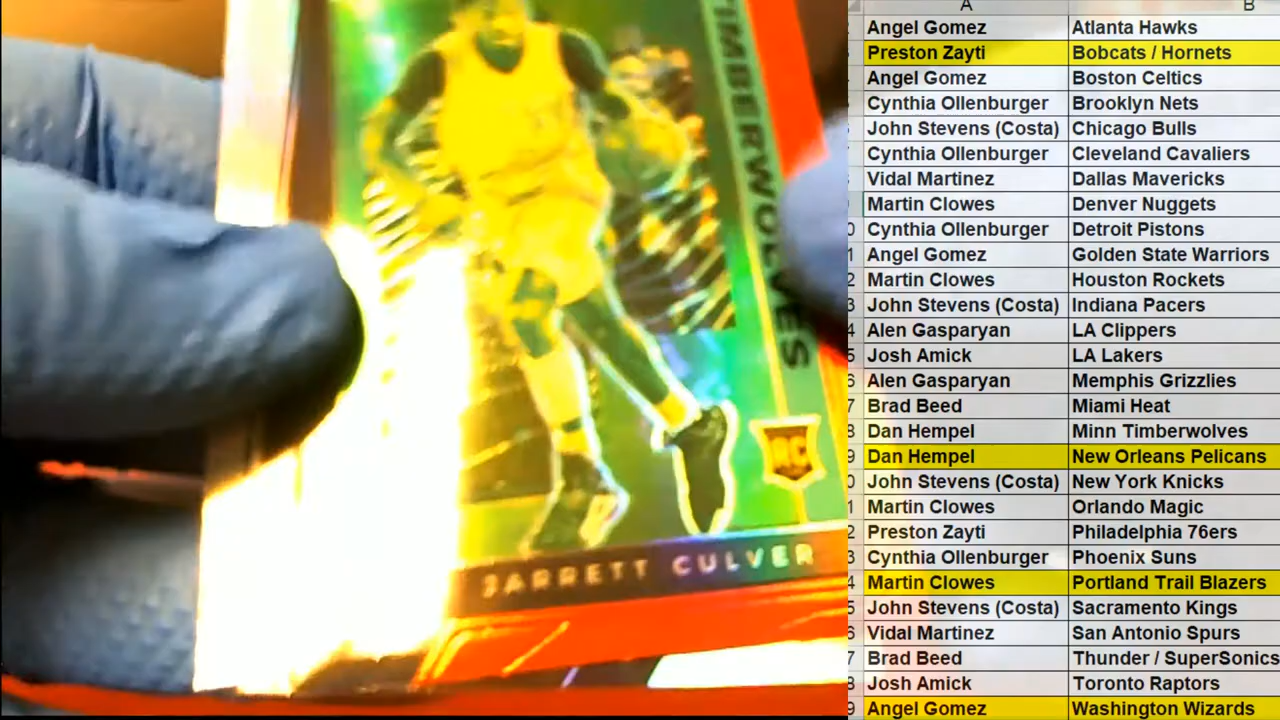 TIMBERWOLVES
RC
JARRETT CULVER
A B
Angel Gomez Atlanta Hawks
Preston Zayti Bobcats / Hornets
Angel Gomez Boston Celtics
Cynthia Ollenburger Brooklyn Nets
John Stevens (Costa) Chicago Bulls
Cynthia Ollenburger Cleveland Cavaliers
Vidal Martinez Dallas Mavericks
Martin Clowes Denver Nuggets
Cynthia Ollenburger Detroit Pistons
Angel Gomez Golden State Warriors
Martin Clowes Houston Rockets
John Stevens (Costa) Indiana Pacers
Alen Gasparyan LA Clippers
Josh Amick LA Lakers
Alen Gasparyan Memphis Grizzlies
Brad Beed Miami Heat
Dan Hempel Minn Timberwolves
Dan Hempel New Orleans Pelicans
John Stevens (Costa) New York Knicks
Martin Clowes Orlando Magic
Preston Zayti Philadelphia 76ers
Cynthia Ollenburger Phoenix Suns
Martin Clowes Portland Trail Blazers
John Stevens (Costa) Sacramento Kings
Vidal Martinez San Antonio Spurs
Brad Beed Thunder / SuperSonics
Josh Amick Toronto Raptors
Angel Gomez Washington Wizards